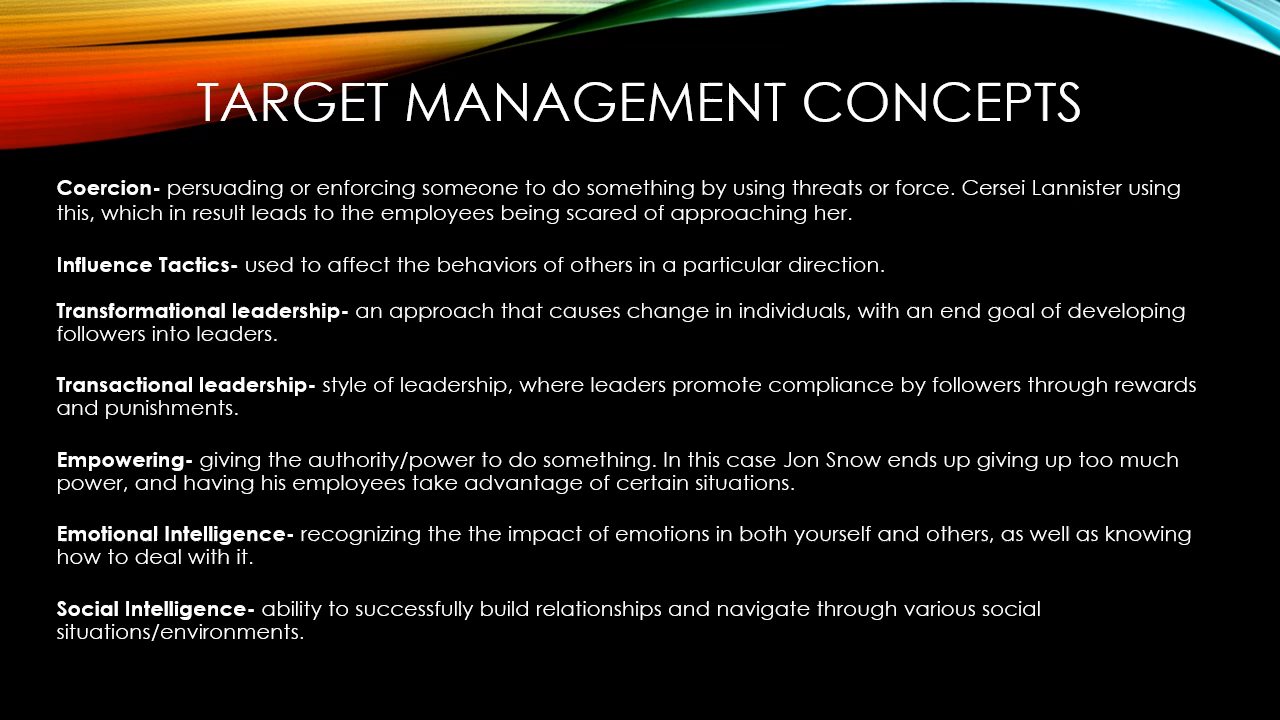 TARGET MANAGEMENT CONCEPTS
Coercion- persuading or enforcing someone to do something by using threats or force. Cersei Lannister using
this, which in result leads to the employees being scared of approaching her.
Influence Tactics- used to affect the behaviors of others in a particular direction.
Transformational leadership- an approach that causes change in individuals, with an end goal of developing
followers into leaders.
Transactional leadership- style of leadership, where leaders promote compliance by followers through rewards
and punishments.
Empowering- giving the authority/power to do something. In this case Jon Snow ends up giving up too much
power, and having his employees take advantage of certain situations.
Emotional Intelligence- recognizing the the impact of emotions in both yourself and others, as well as knowing
how to deal with it.
Social Intelligence- ability to successfully build relationships and navigate through various social
situations/environments.